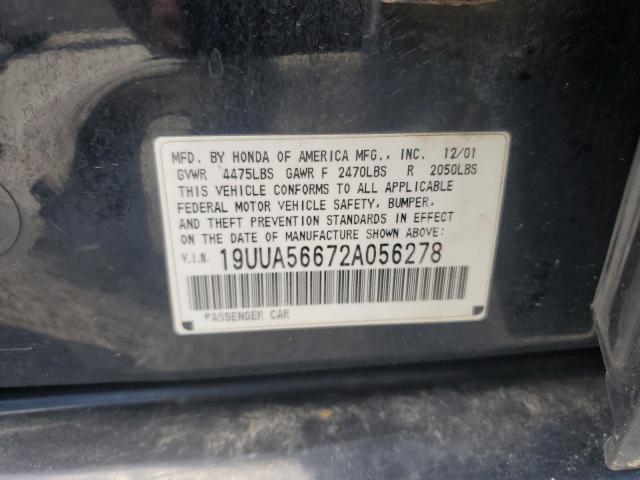 MFD. BY HONDA OF AMERICA MFG., INC. 12/01
GVWR 4475LBS GAWR F 2470LBS R 2050LBS
THIS VEHICLE CONFORMS TO ALL APPLICABLE
FEDERAL MOTOR VEHICLE SAFETY, BUMPER,
AND THEFT PREVENTION STANDARDS IN EFFECT
ON THE DATE OF MANUFACTURE SHOWN ABOVE:
V.I.N. 19UUA56672A056278
PASSENGER CAR